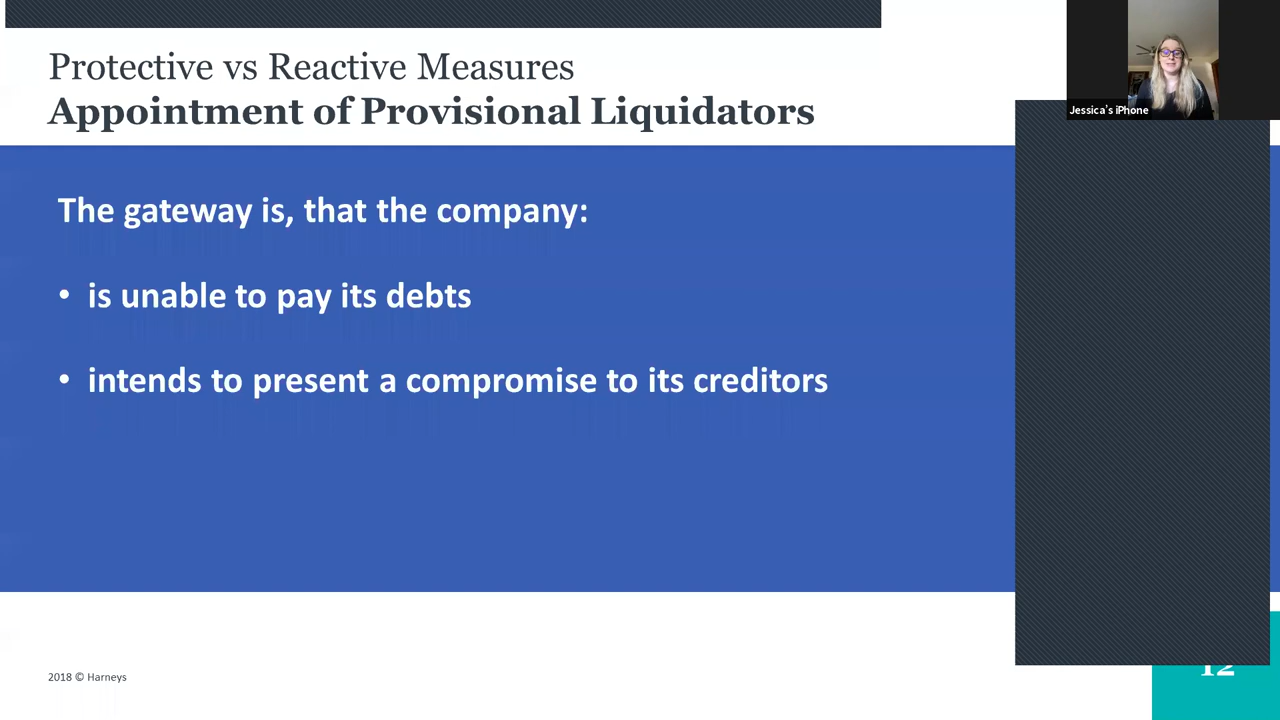 Protective vs Reactive Measures
Appointment of Provisional Liquidators
Jessica's iPhone
The gateway is, that the company:
• is unable to pay its debts
• intends to present a compromise to its creditors
2018 © Harneys
12